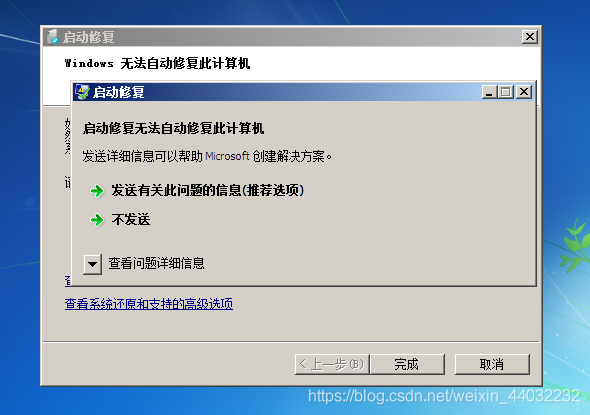 启动修复
Windows 无法自动修复此计算机
启动修复
启动修复无法自动修复此计算机
发送详细信息可以帮助 Microsoft 创建解决方案。
发送有关此问题的信息(推荐选项)
不发送
查看问题详细信息
查看系统还原和支持的高级选项
< 上一步(B)
完成
取消
https://blog.csdn.net/weixin_44032232